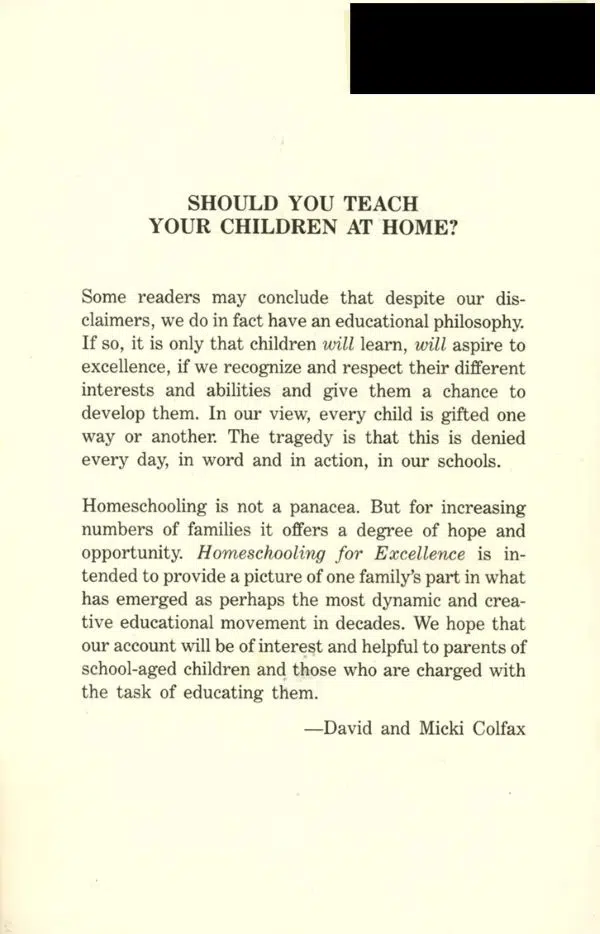 SHOULD YOU TEACH
YOUR CHILDREN AT HOME?
Some readers may conclude that despite our dis-
claimers, we do in fact have an educational philosophy.
If so, it is only that children will learn, will aspire to
excellence, if we recognize and respect their different
interests and abilities and give them a chance to
develop them. In our view, every child is gifted one
way or another. The tragedy is that this is denied
every day, in word and in action, in our schools.
Homeschooling is not a panacea. But for increasing
numbers of families it offers a degree of hope and
opportunity. Homeschooling for Excellence is in-
tended to provide a picture of one family's part in what
has emerged as perhaps the most dynamic and crea-
tive educational movement in decades. We hope that
our account will be of interest and helpful to parents of
school-aged children and those who are charged with
the task of educating them.
—David and Micki Colfax